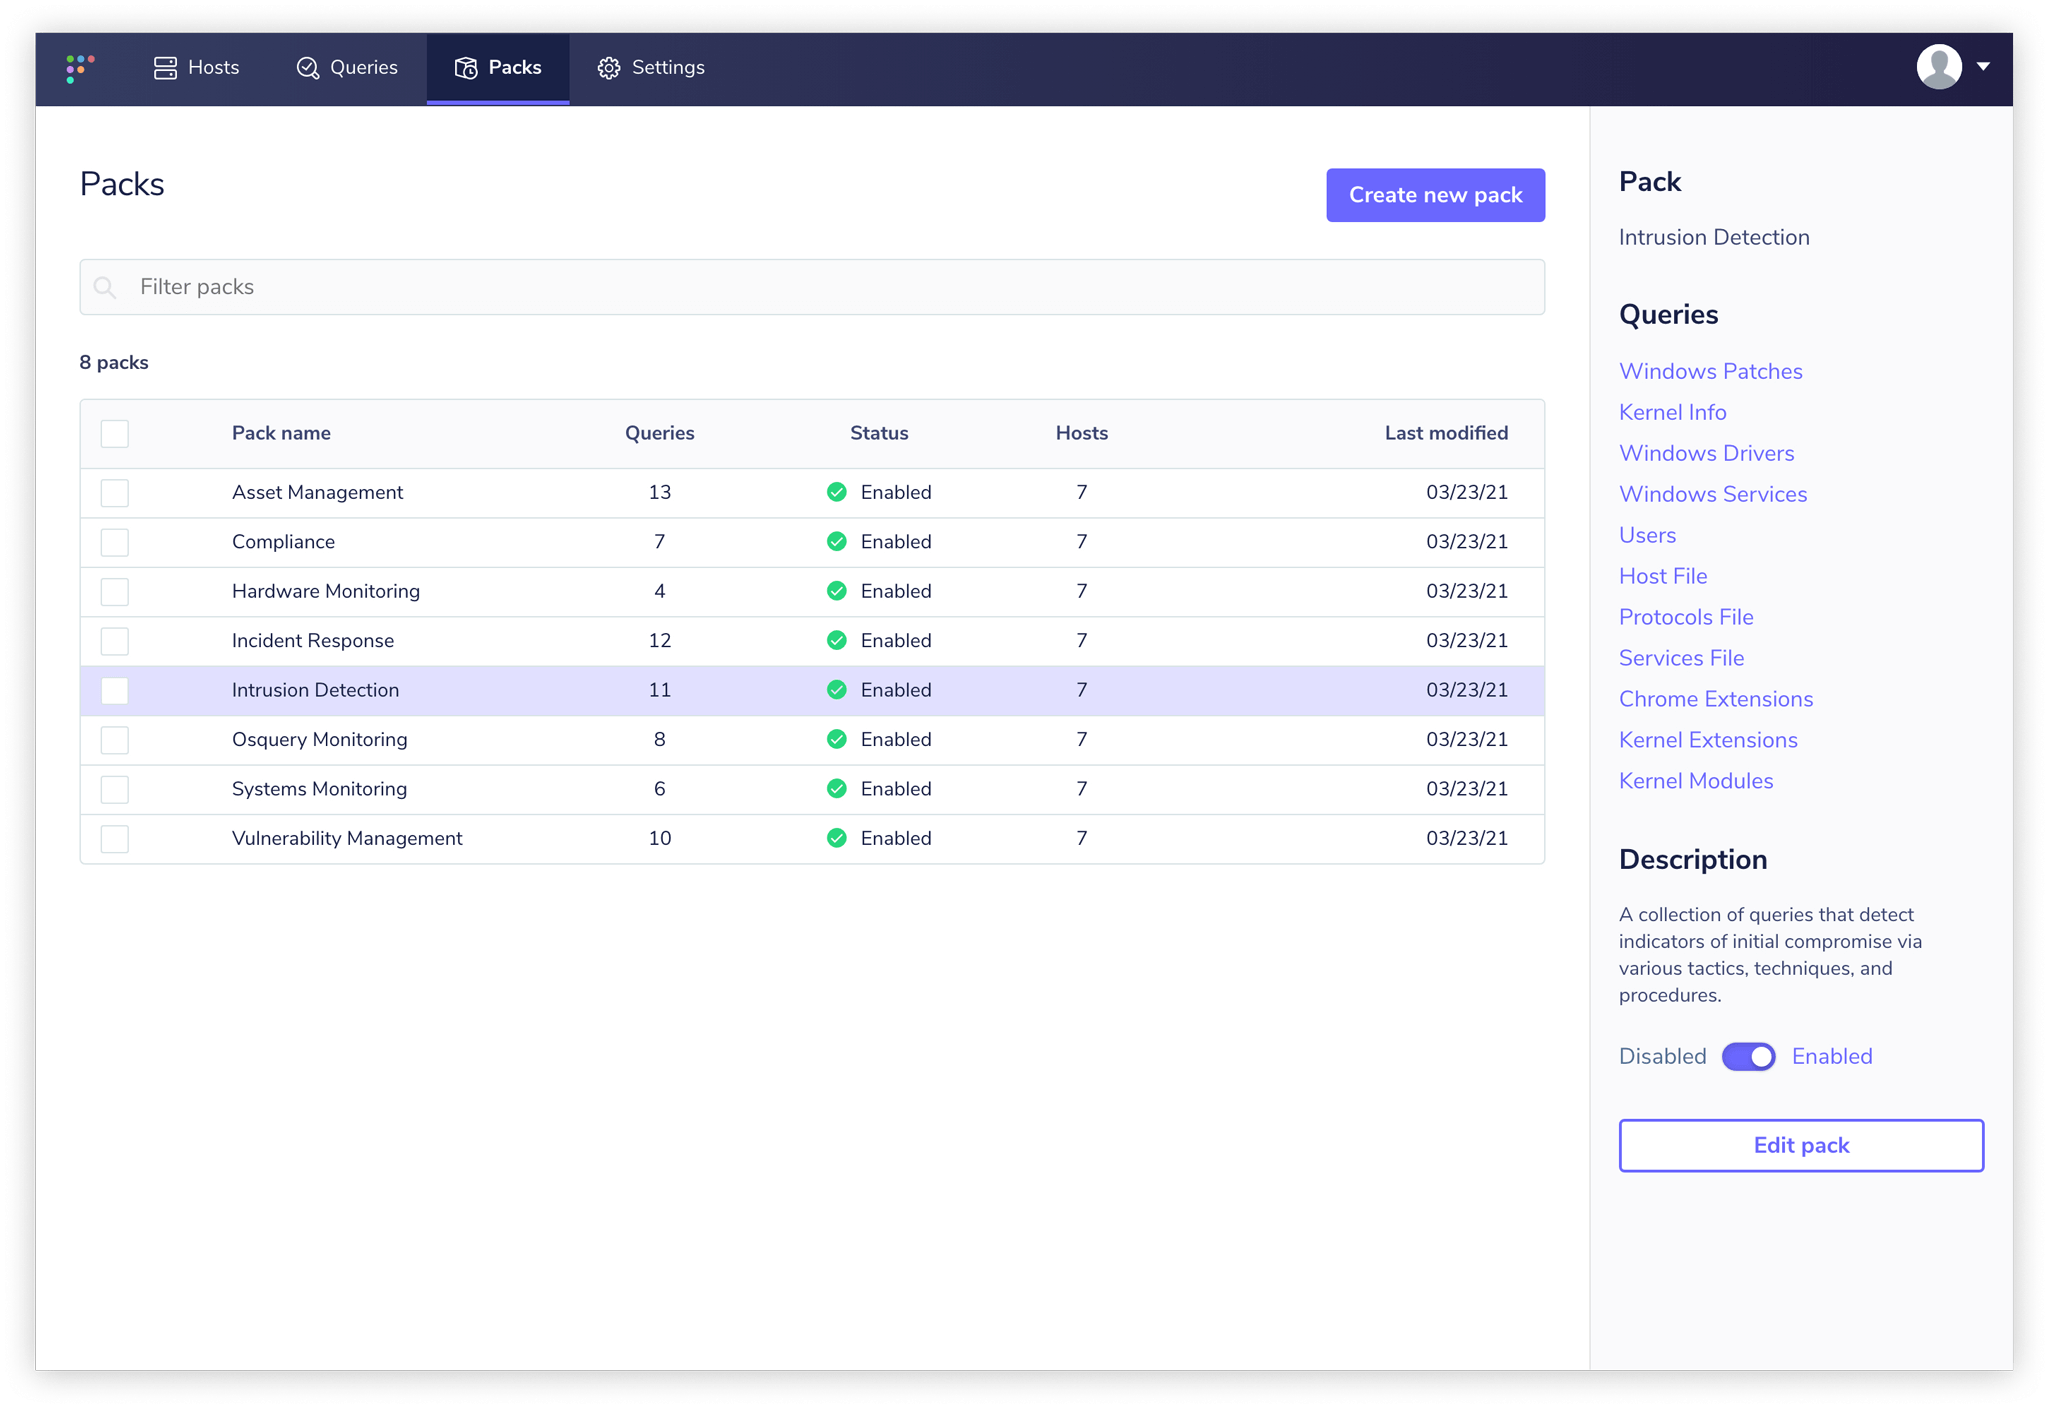 Hosts Queries Packs Settings
Packs
Create new pack
Filter packs
8 packs
Pack name Queries Status Hosts Last modified
Asset Management 13 Enabled 7 03/23/21
Compliance 7 Enabled 7 03/23/21
Hardware Monitoring 4 Enabled 7 03/23/21
Incident Response 12 Enabled 7 03/23/21
Intrusion Detection 11 Enabled 7 03/23/21
Osquery Monitoring 8 Enabled 7 03/23/21
Systems Monitoring 6 Enabled 7 03/23/21
Vulnerability Management 10 Enabled 7 03/23/21
Pack
Intrusion Detection
Queries
Windows Patches
Kernel Info
Windows Drivers
Windows Services
Users
Host File
Protocols File
Services File
Chrome Extensions
Kernel Extensions
Kernel Modules
Description
A collection of queries that detect
indicators of initial compromise via
various tactics, techniques, and
procedures.
Disabled Enabled
Edit pack